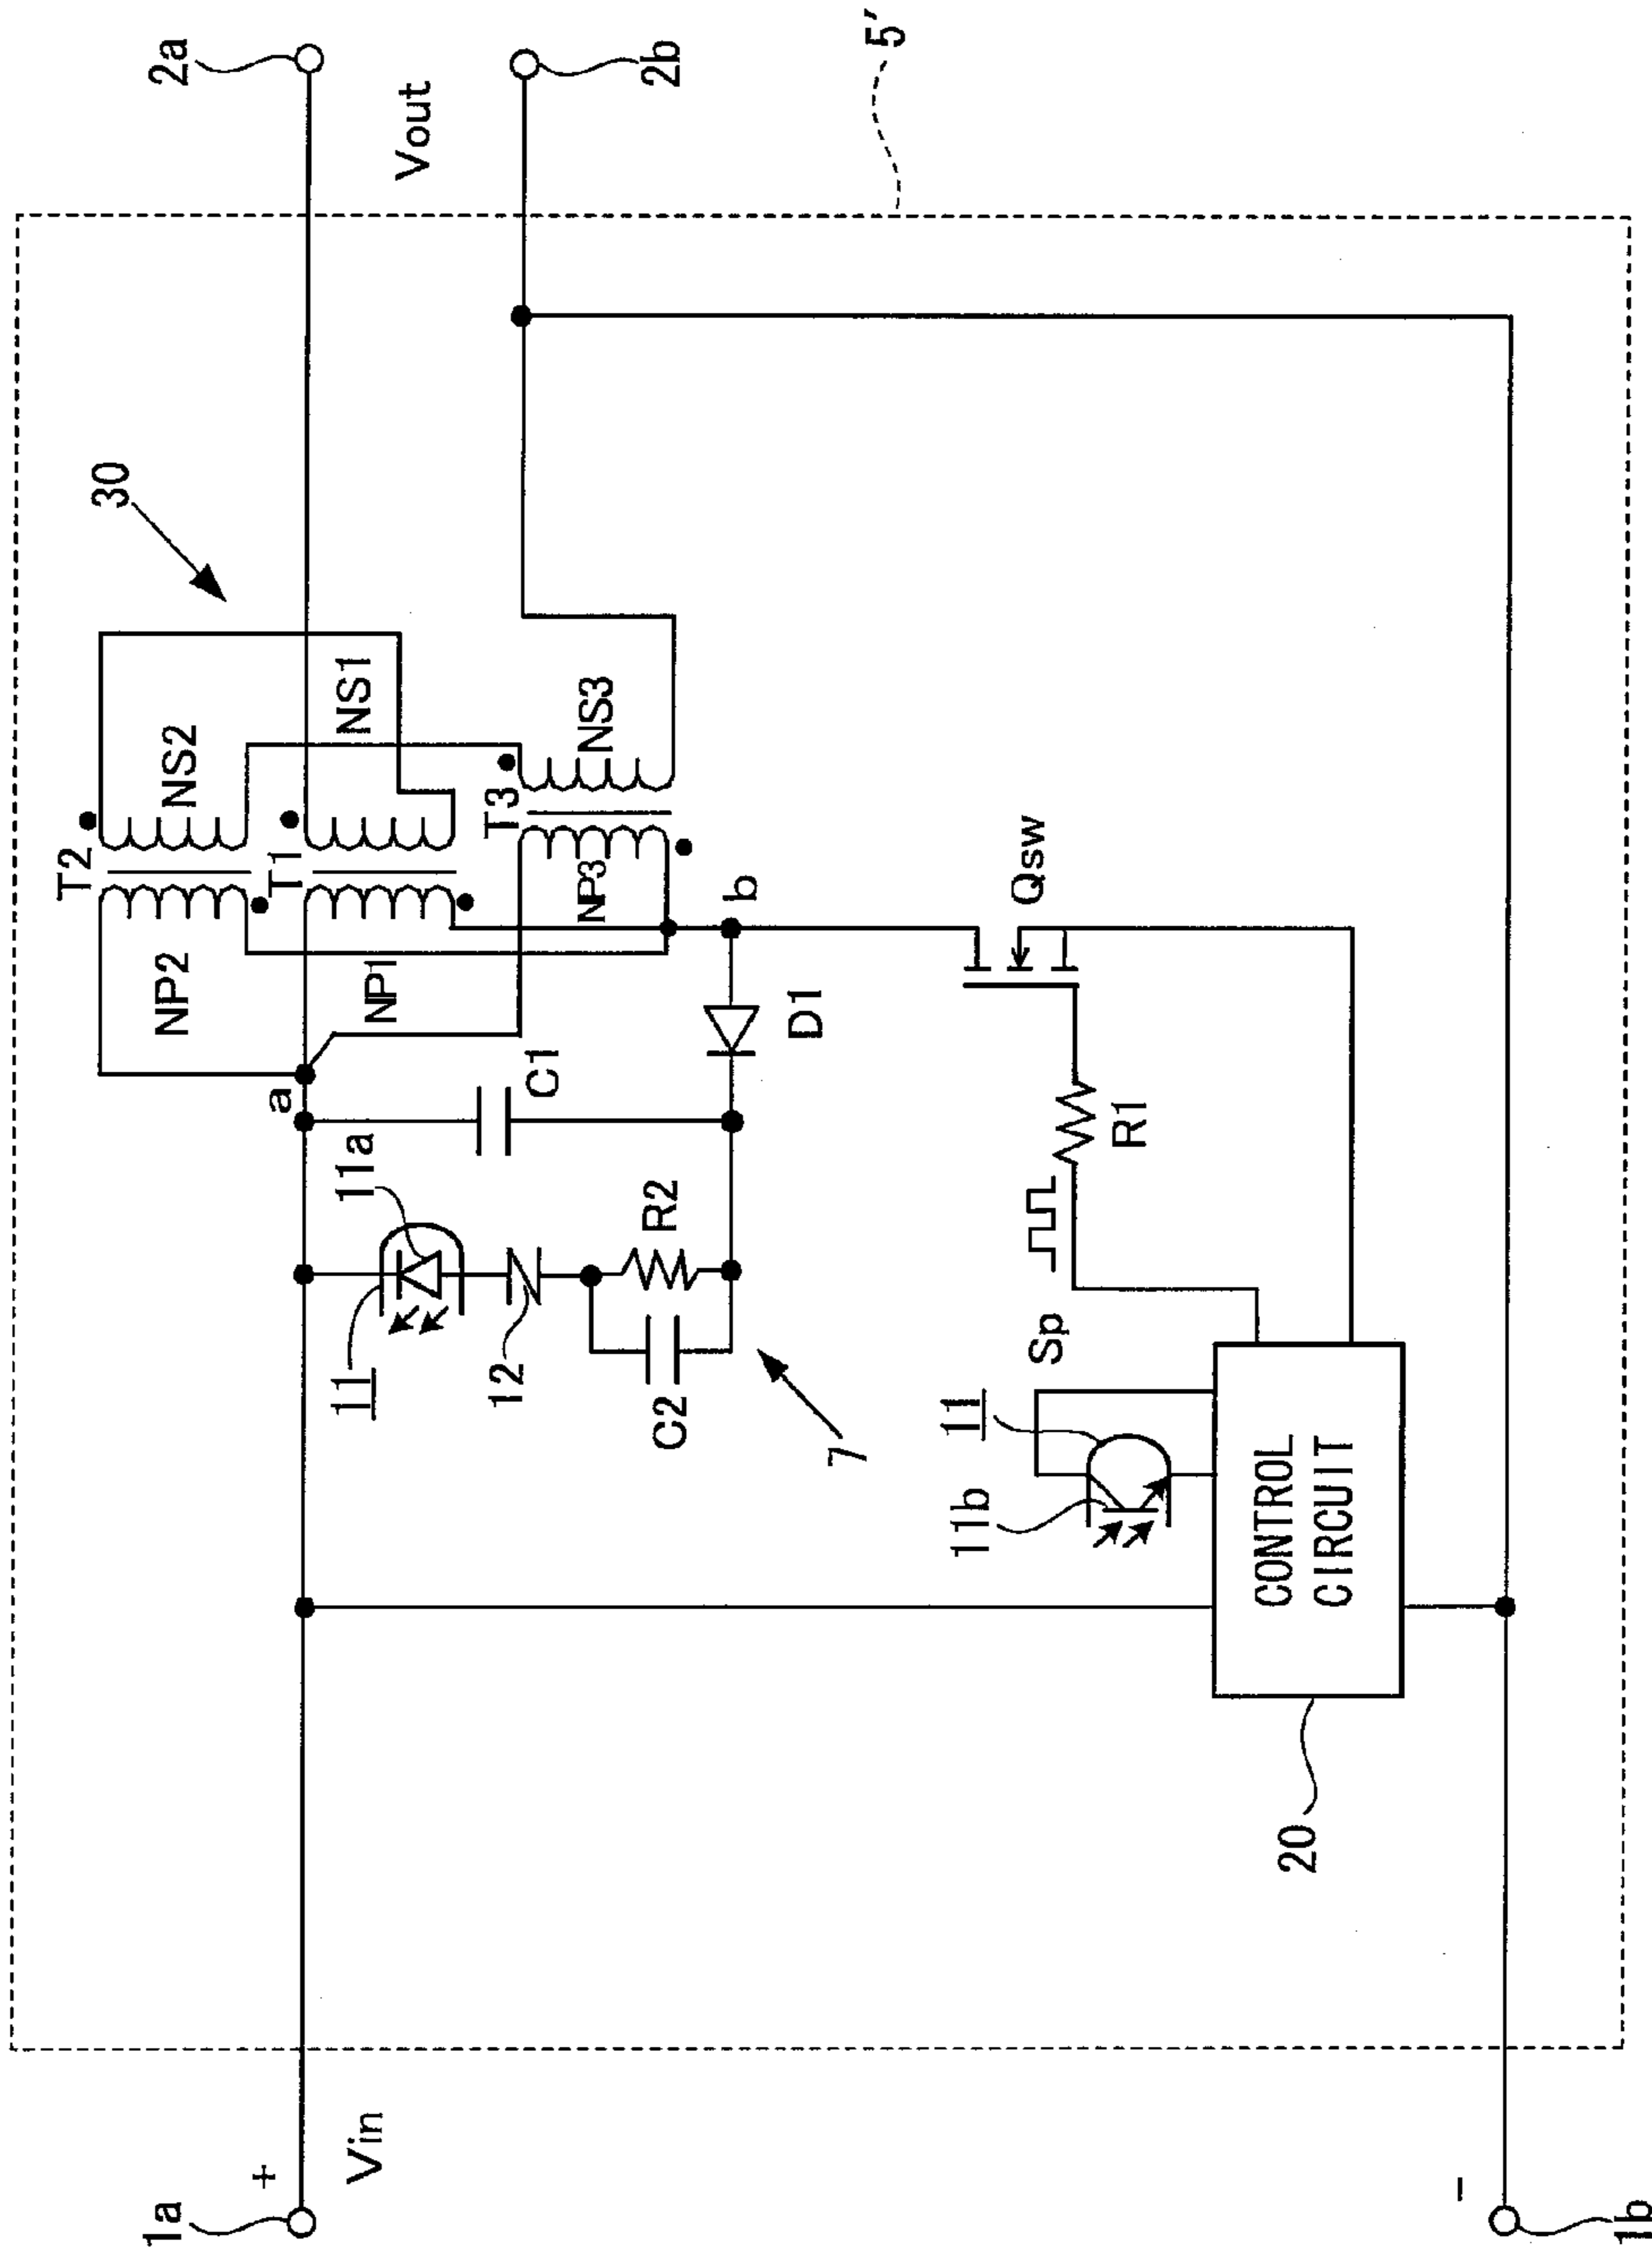 5′
2a
Vout
2b
30
T2
NS2
NP2
T1
NS1
NP1
T3
NS3
NP3
a
b
C1
D1
11a
11
12
R2
C2
7
Qsw
R1
Sp
11
11b
CONTROL
CIRCUIT
20
1a
+
Vin
−
1b